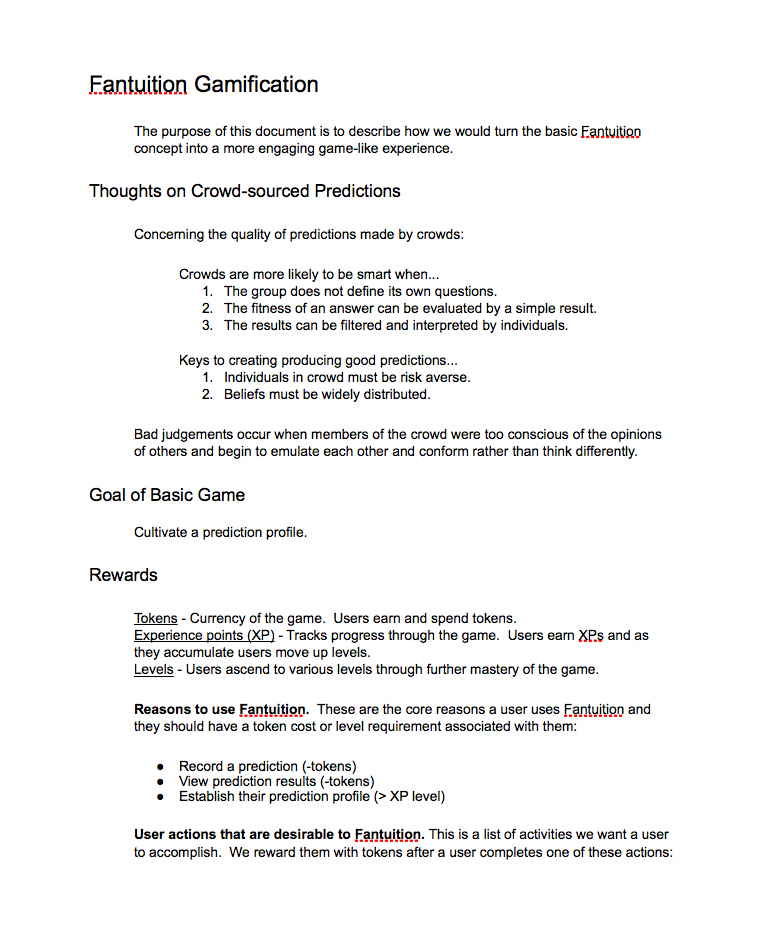 Fantuition Gamification
The purpose of this document is to describe how we would turn the basic Fantuition
concept into a more engaging game-like experience.
Thoughts on Crowd-sourced Predictions
Concerning the quality of predictions made by crowds:
Crowds are more likely to be smart when...
1. The group does not define its own questions.
2. The fitness of an answer can be evaluated by a simple result.
3. The results can be filtered and interpreted by individuals.
Keys to creating producing good predictions...
1. Individuals in crowd must be risk averse.
2. Beliefs must be widely distributed.
Bad judgements occur when members of the crowd were too conscious of the opinions
of others and begin to emulate each other and conform rather than think differently.
Goal of Basic Game
Cultivate a prediction profile.
Rewards
Tokens - Currency of the game.  Users earn and spend tokens.
Experience points (XP) - Tracks progress through the game.  Users earn XPs and as
they accumulate users move up levels.
Levels - Users ascend to various levels through further mastery of the game.
Reasons to use Fantuition.  These are the core reasons a user uses Fantuition and
they should have a token cost or level requirement associated with them:
● Record a prediction (-tokens)
● View prediction results (-tokens)
● Establish their prediction profile (> XP level)
User actions that are desirable to Fantuition. This is a list of activities we want a user
to accomplish.  We reward them with tokens after a user completes one of these actions: